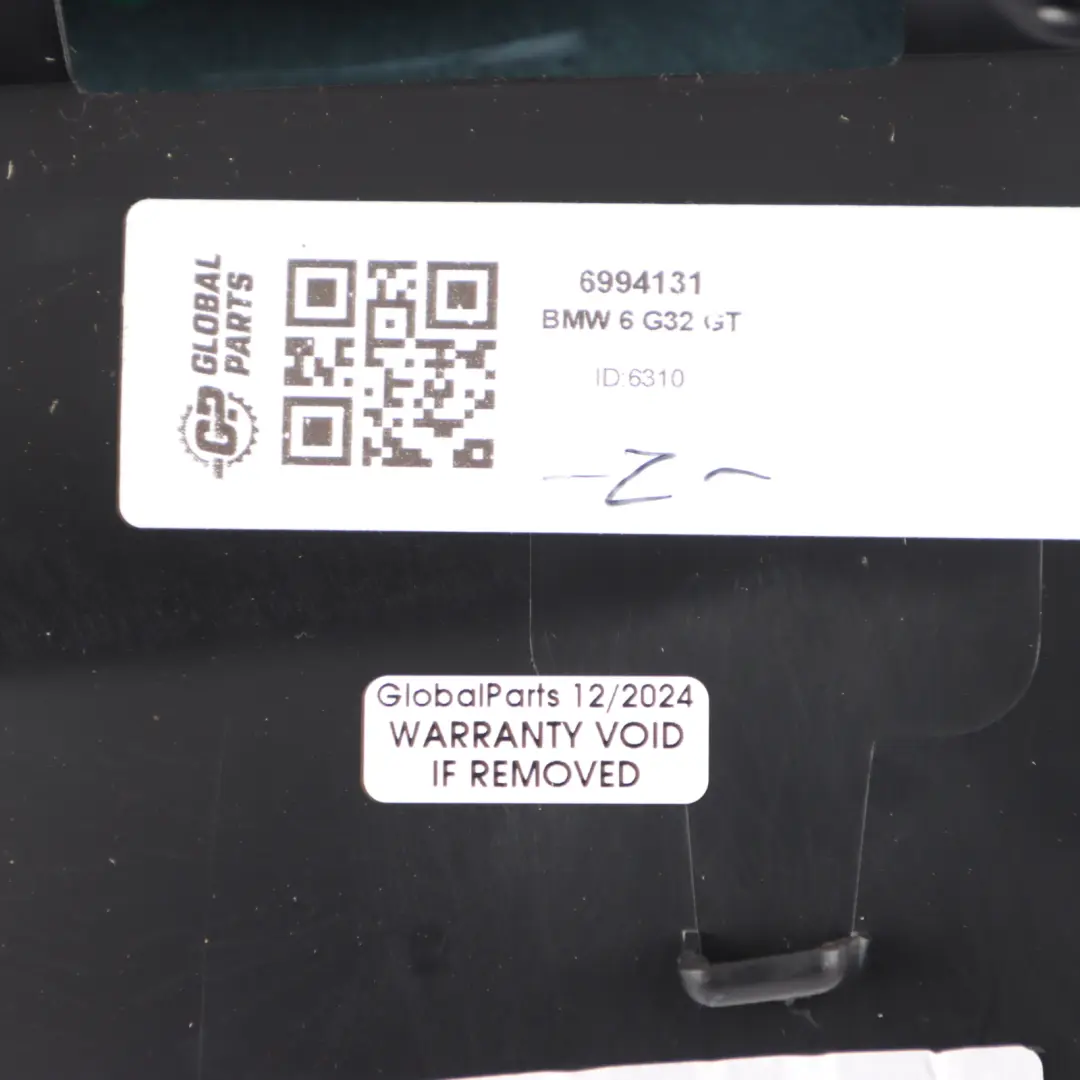 GLOBAL
PARTS
6994131
BMW 6 G32 GT
ID:6310
GlobalParts 12/2024
WARRANTY VOID
IF REMOVED